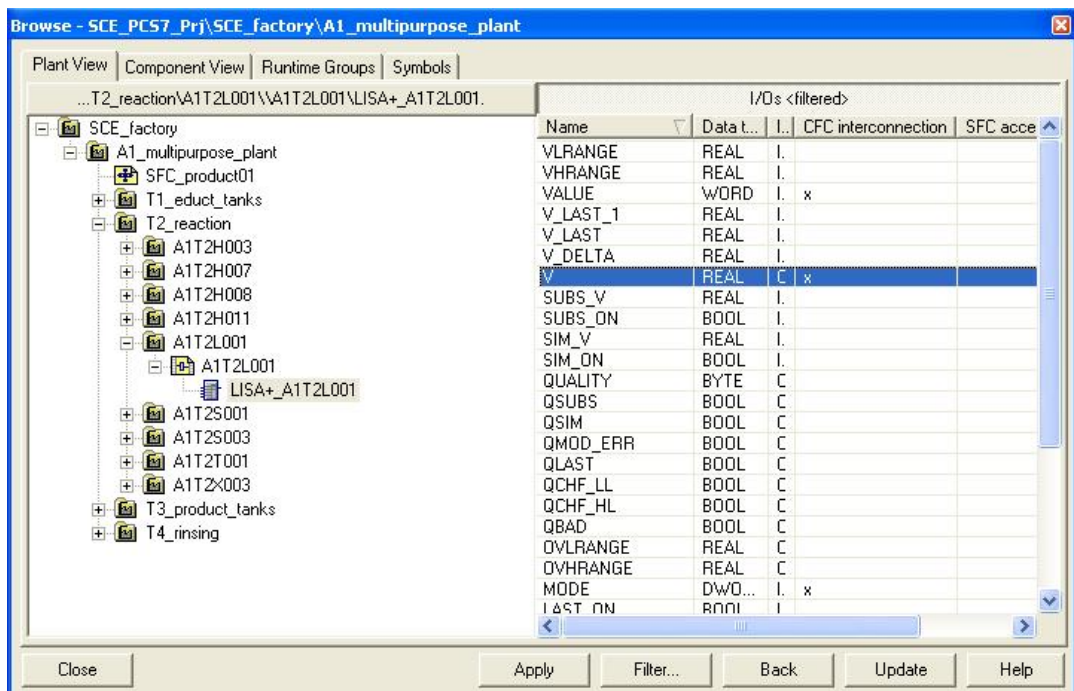 Browse - SCE_PCS7_Prj\SCE_factory\A1_multipurpose_plant
Plant View Component View Runtime Groups Symbols
...T2_reaction\A1T2L001\\A1T2L001\LISA+_A1T2L001.
SCE_factory
A1_multipurpose_plant
SFC_product01
T1_educt_tanks
T2_reaction
A1T2H003
A1T2H007
A1T2H008
A1T2H011
A1T2L001
A1T2L001
LISA+_A1T2L001
A1T2S001
A1T2S003
A1T2T001
A1T2X003
T3_product_tanks
T4_rinsing
I/Os <filtered>
Name Data t... I.. CFC interconnection SFC acce
VLRANGE REAL I.
VHRANGE REAL I.
VALUE WORD I. x
V_LAST_1 REAL I.
V_LAST REAL I.
V_DELTA REAL I.
V REAL C x
SUBS_V REAL I.
SUBS_ON BOOL I.
SIM_V REAL I.
SIM_ON BOOL I.
QUALITY BYTE C
QSUBS BOOL C
QSIM BOOL C
QMOD_ERR BOOL C
QLAST BOOL C
QCHF_LL BOOL C
QCHF_HL BOOL C
QBAD BOOL C
OVLRANGE REAL C
OVHRANGE REAL C
MODE DWO... I. x
LAST_ON BOOL I
Close Apply Filter... Back Update Help